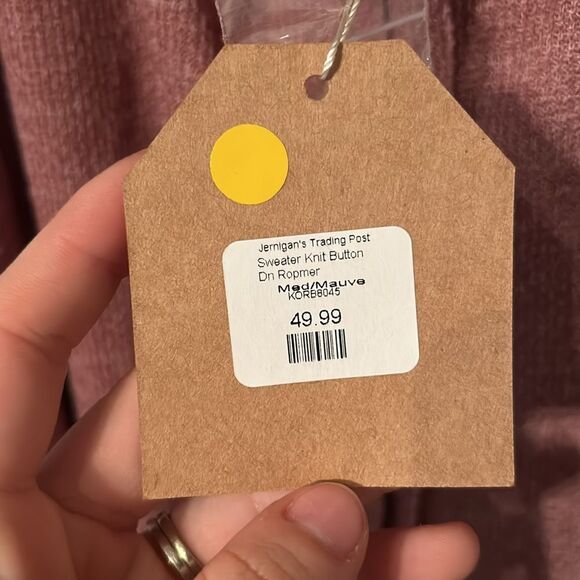 Jernigan's Trading Post
Sweater Knit Button
Dn Ropmer
Med/Mauve
KORB8045
49.99